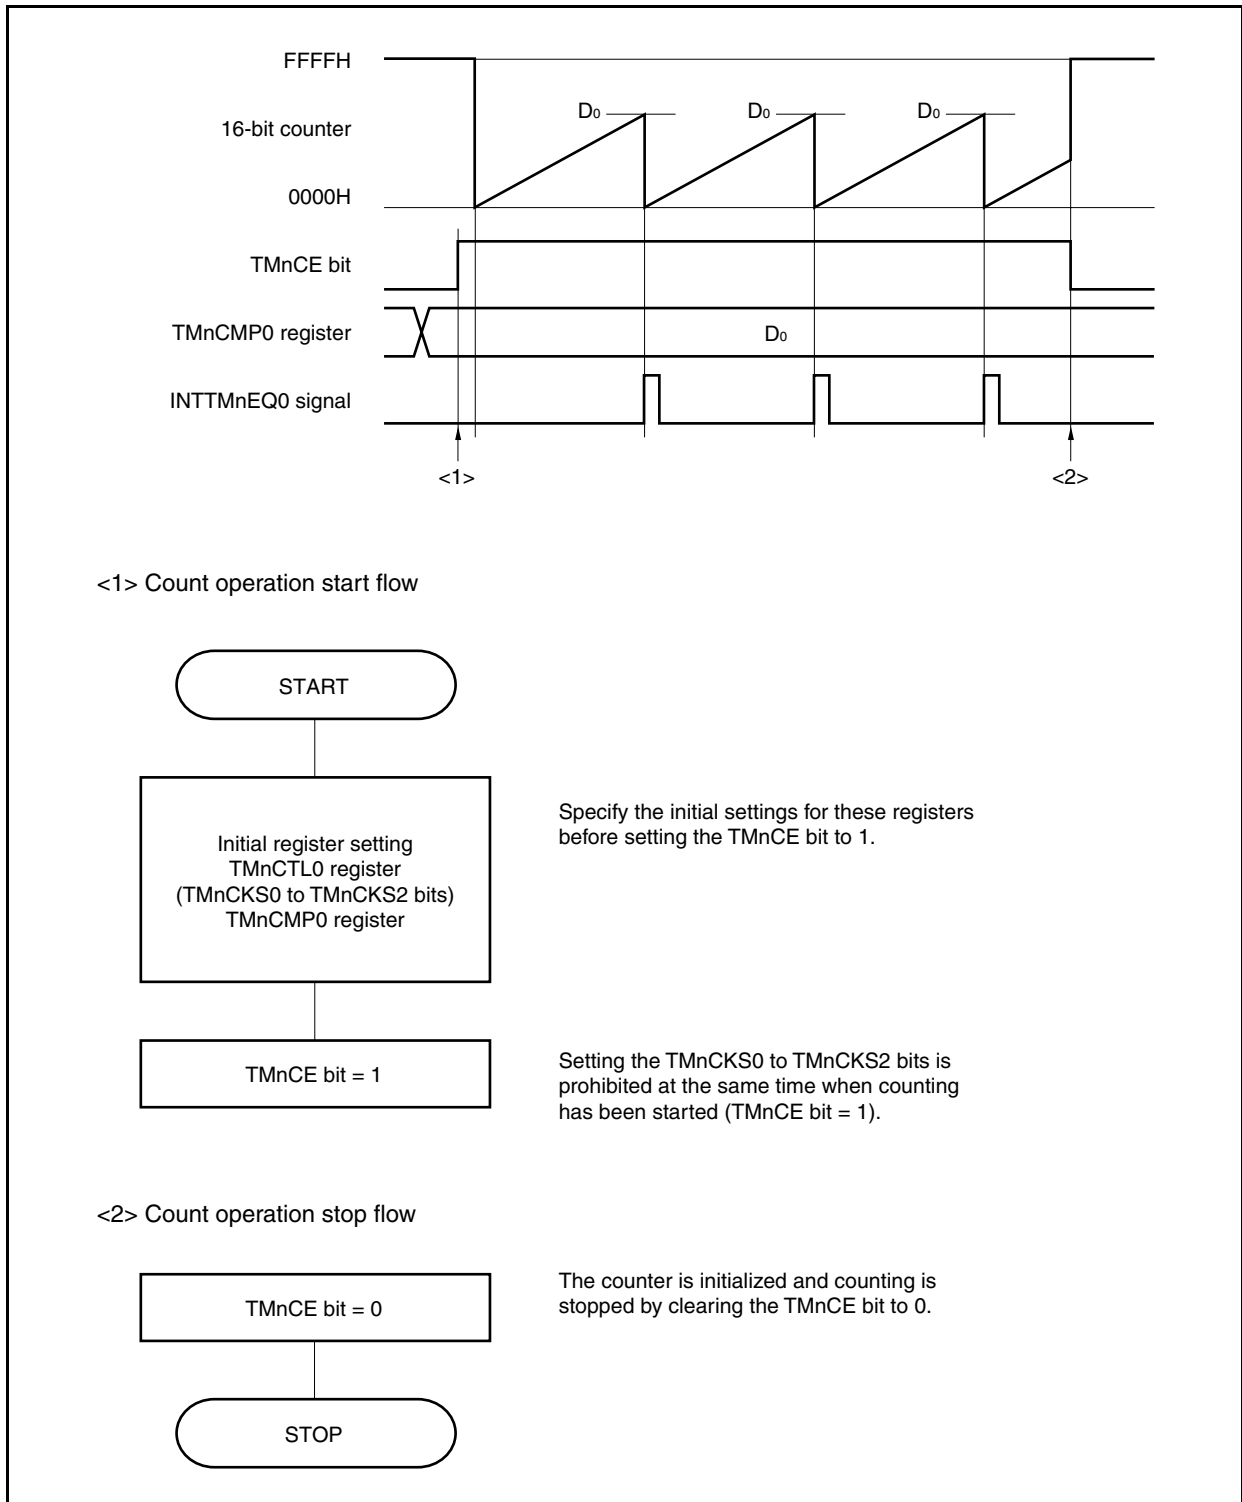 FFFFH
D0 D0 D0
16-bit counter
0000H
TMnCE bit
TMnCMP0 register D0
INTTMnEQ0 signal
<1> <2>
<1> Count operation start flow
START
Initial register setting
TMnCTL0 register
(TMnCKS0 to TMnCKS2 bits)
TMnCMP0 register
Specify the initial settings for these registers
before setting the TMnCE bit to 1.
TMnCE bit = 1
Setting the TMnCKS0 to TMnCKS2 bits is
prohibited at the same time when counting
has been started (TMnCE bit = 1).
<2> Count operation stop flow
TMnCE bit = 0
The counter is initialized and counting is
stopped by clearing the TMnCE bit to 0.
STOP